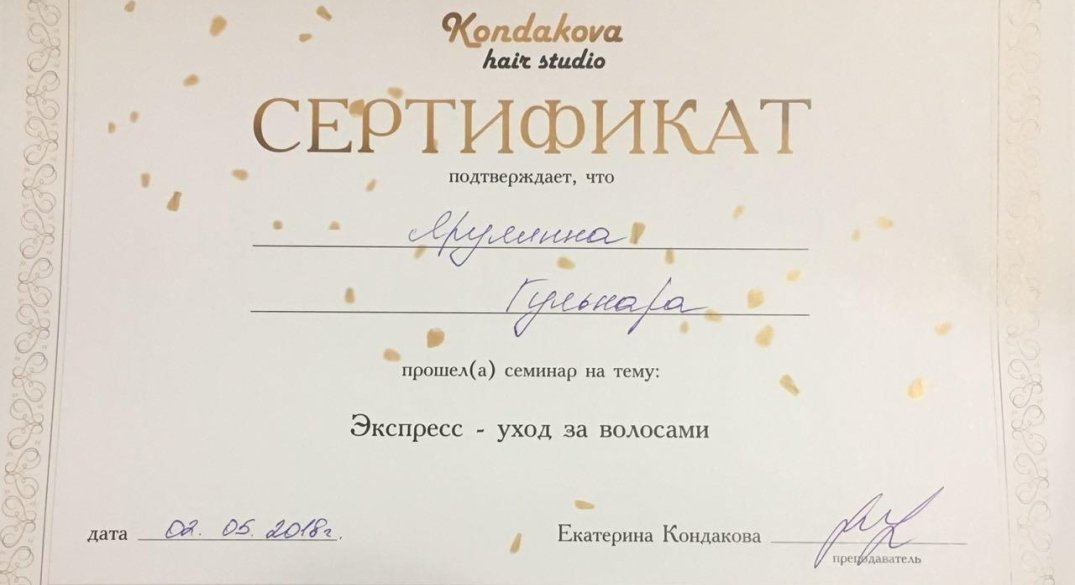 Kondakova
hair studio
СЕРТИФИКАТ
подтверждает, что
Яруллина
Гульнара
прошел(а) семинар на тему:
Экспресс - уход за волосами
дата 02. 05. 2018г.
Екатерина Кондакова
преподаватель